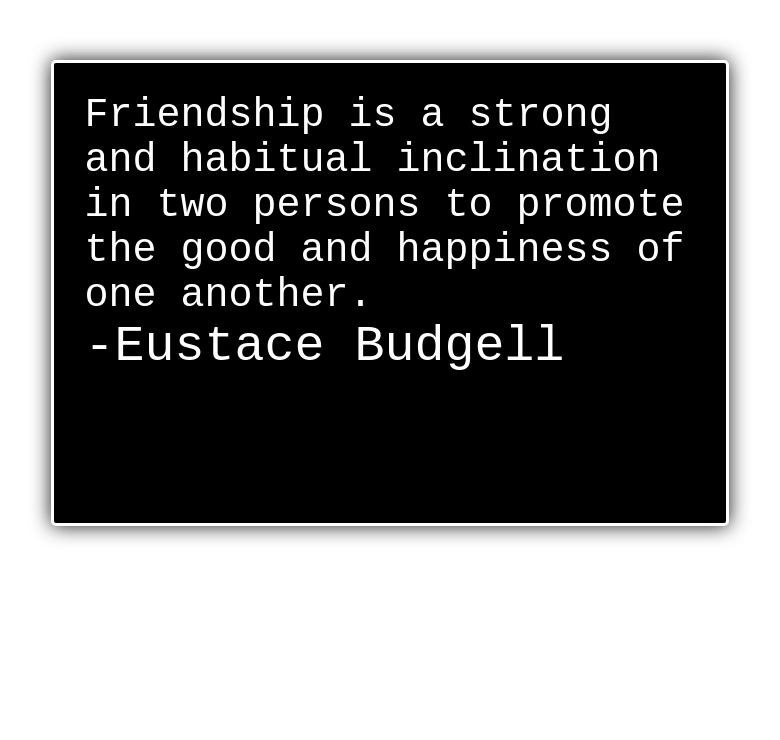 Friendship is a strong
and habitual inclination
in two persons to promote
the good and happiness of
one another.
-Eustace Budgell